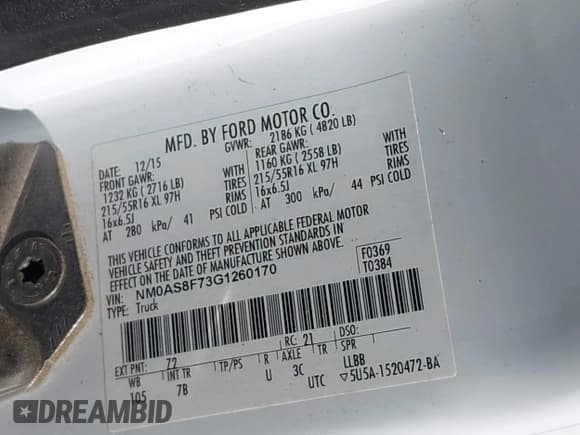 MFD. BY FORD MOTOR CO.
DATE: 12/15 GVWR: 2186 KG ( 4820 LB)
FRONT GAWR: REAR GAWR:
1232 KG ( 2716 LB) WITH 1160 KG ( 2558 LB) WITH
215/55R16 XL 97H TIRES 215/55R16 XL 97H TIRES
16x6.5J RIMS 16x6.5J RIMS
AT 280 kPa/ 41 PSI COLD AT 300 kPa/ 44 PSI COLD
THIS VEHICLE CONFORMS TO ALL APPLICABLE FEDERAL MOTOR
VEHICLE SAFETY AND THEFT PREVENTION STANDARDS IN
EFFECT ON THE DATE OF MANUFACTURE SHOWN ABOVE.
VIN: NM0AS8F73G1260170 F0369
TYPE: Truck T0384
EXT PNT: Z2 RC: 21 DSO:
WB INT TR TP/PS R AXLE TR SPR
105 7B U 3C LLBB
UTC ▽5U5A-1520472-BA
DREAMBID